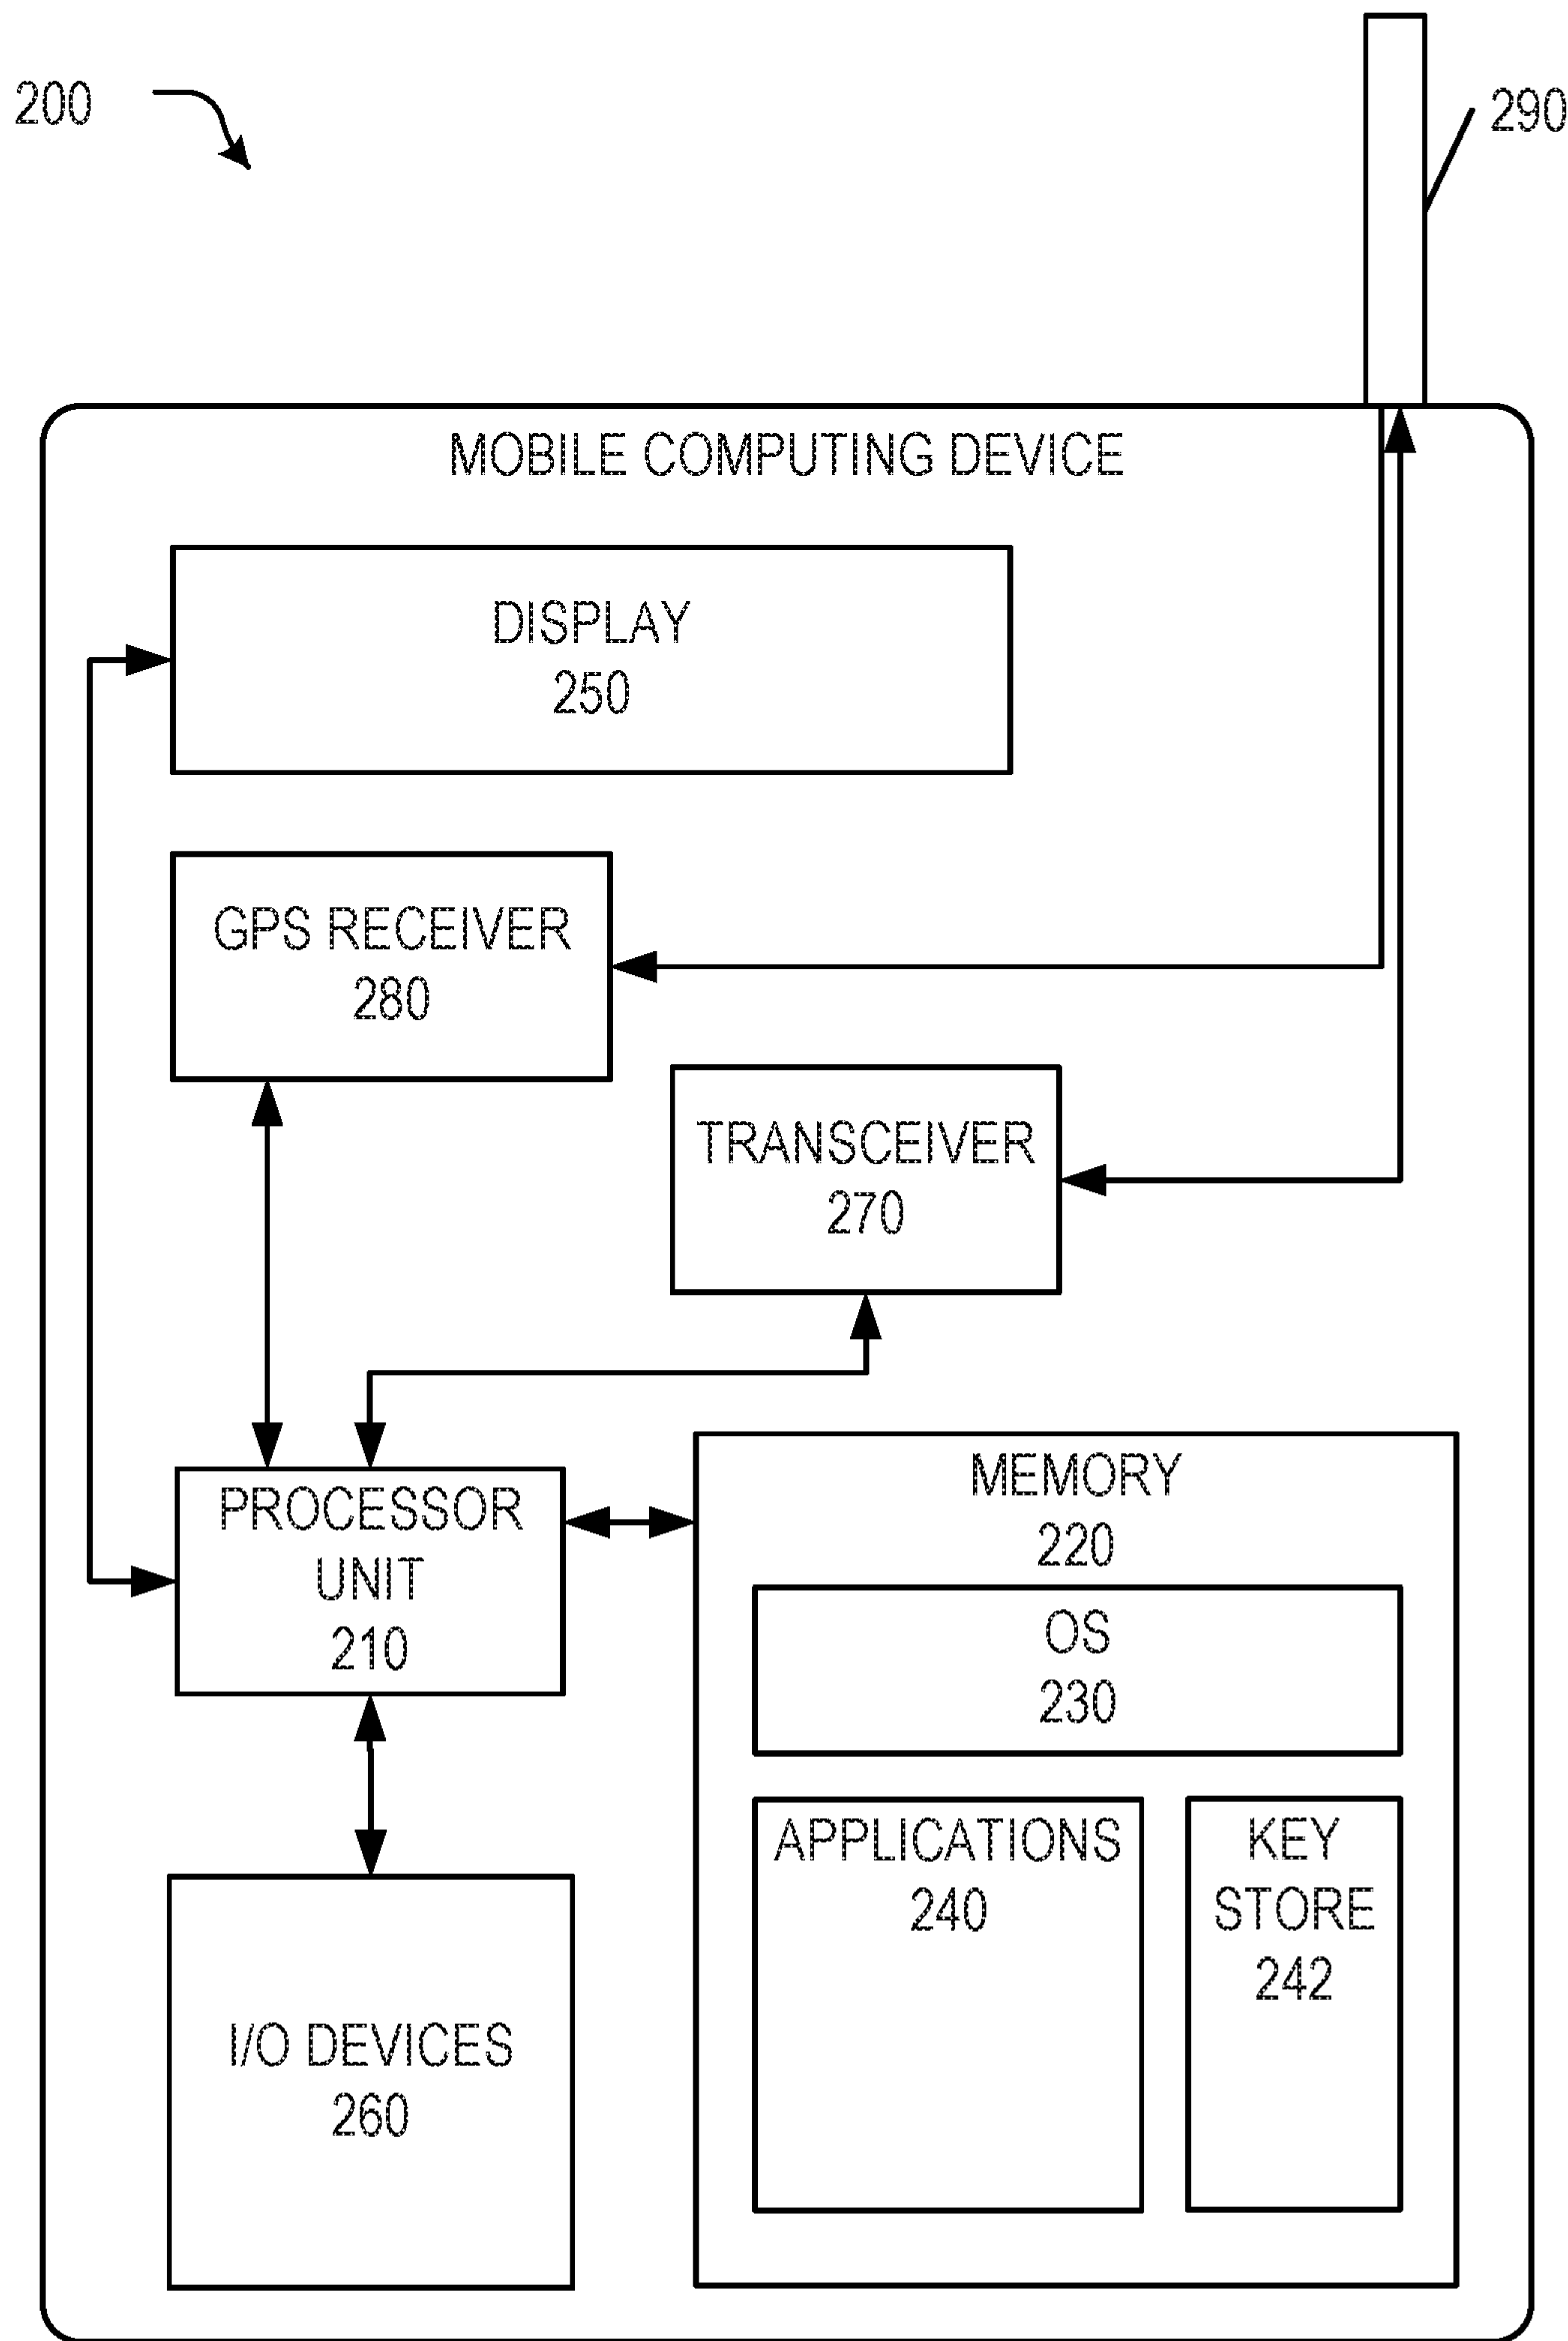 200
290
MOBILE COMPUTING DEVICE
DISPLAY
250
GPS RECEIVER
280
TRANSCEIVER
270
PROCESSOR
UNIT
210
MEMORY
220
OS
230
APPLICATIONS
240
KEY
STORE
242
I/O DEVICES
260